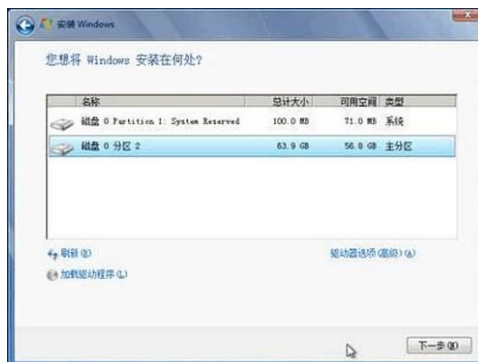 安装 Windows
您想将 Windows 安装在何处?
名称 总计大小 可用空间 类型
磁盘 0 Partition 1: System Reserved 100.0 MB 71.0 MB 系统
磁盘 0 分区 2 63.9 GB 56.8 GB 主分区
刷新(R)
驱动器选项(高级)(A)
加载驱动程序(L)
下一步(N)